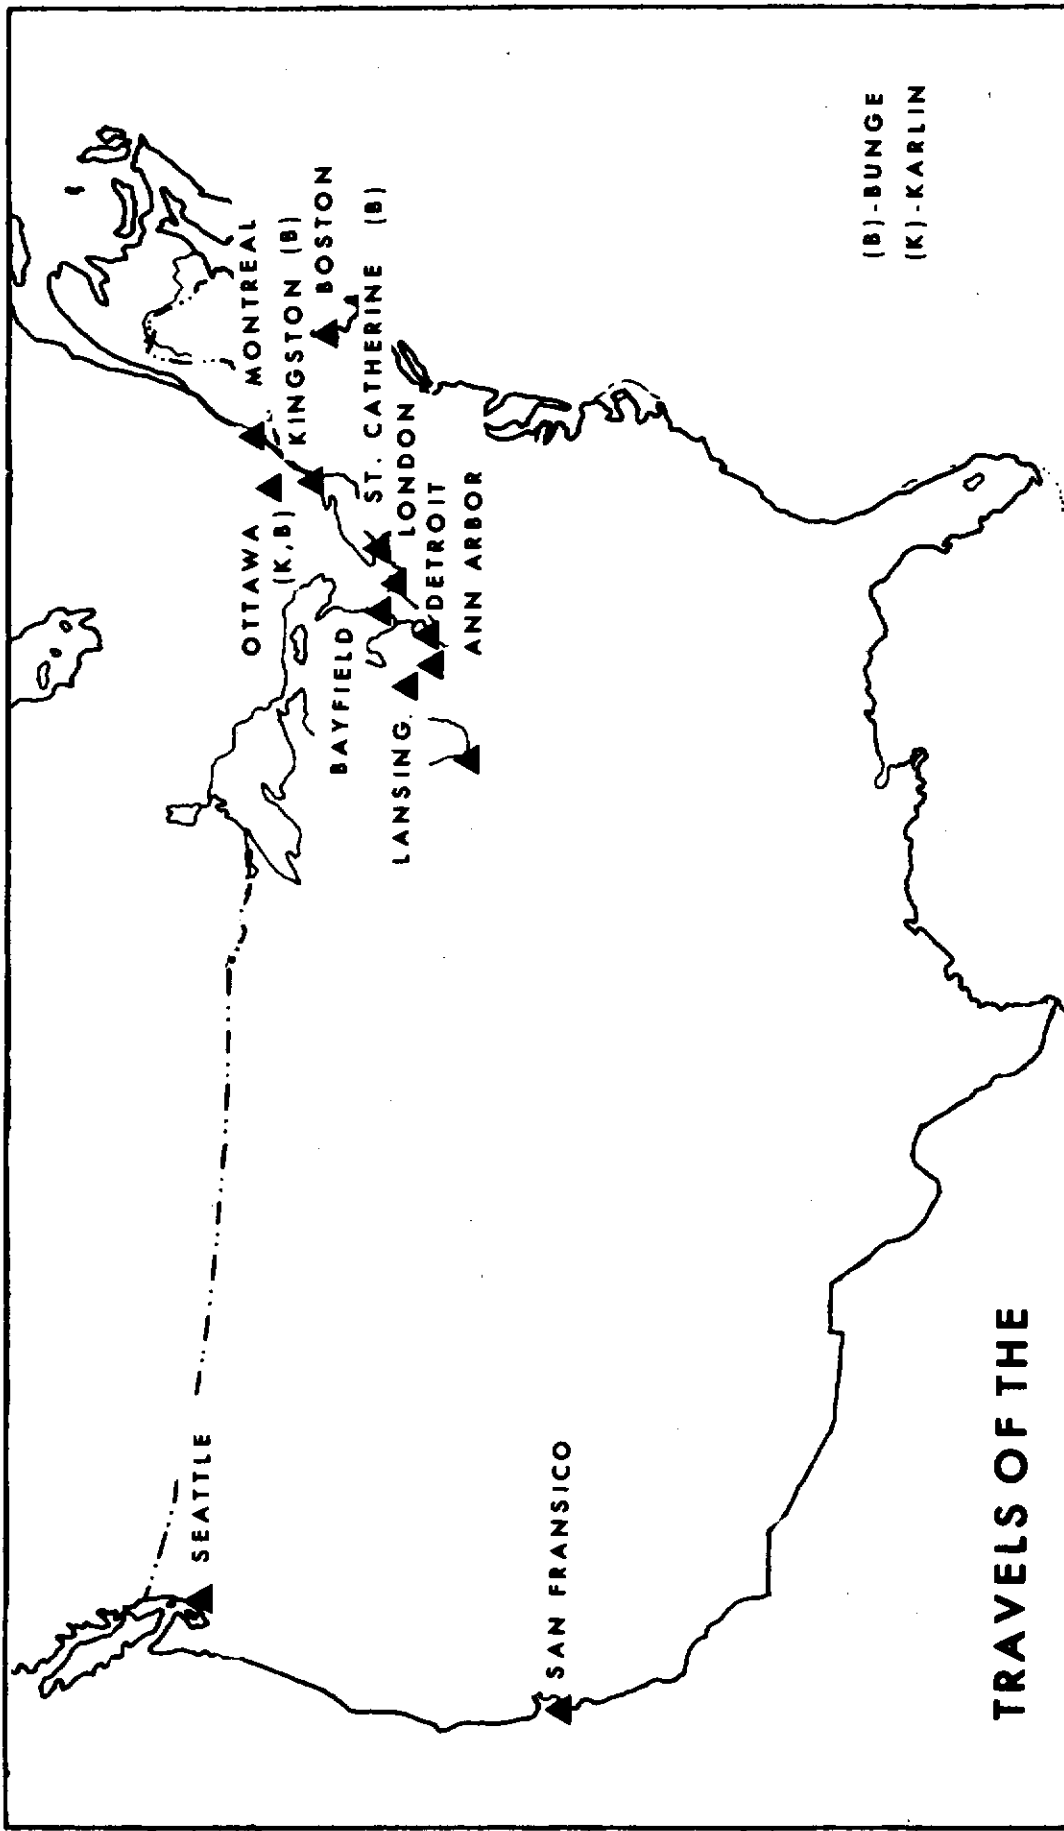 MONTREAL
KINGSTON (B)
BOSTON
OTTAWA
(K,B)
ST. CATHERINE (B)
LONDON
DETROIT
ANN ARBOR
BAYFIELD
LANSING
SEATTLE
SAN FRANSICO
(B)-BUNGE
(K)-KARLIN
TRAVELS OF THE